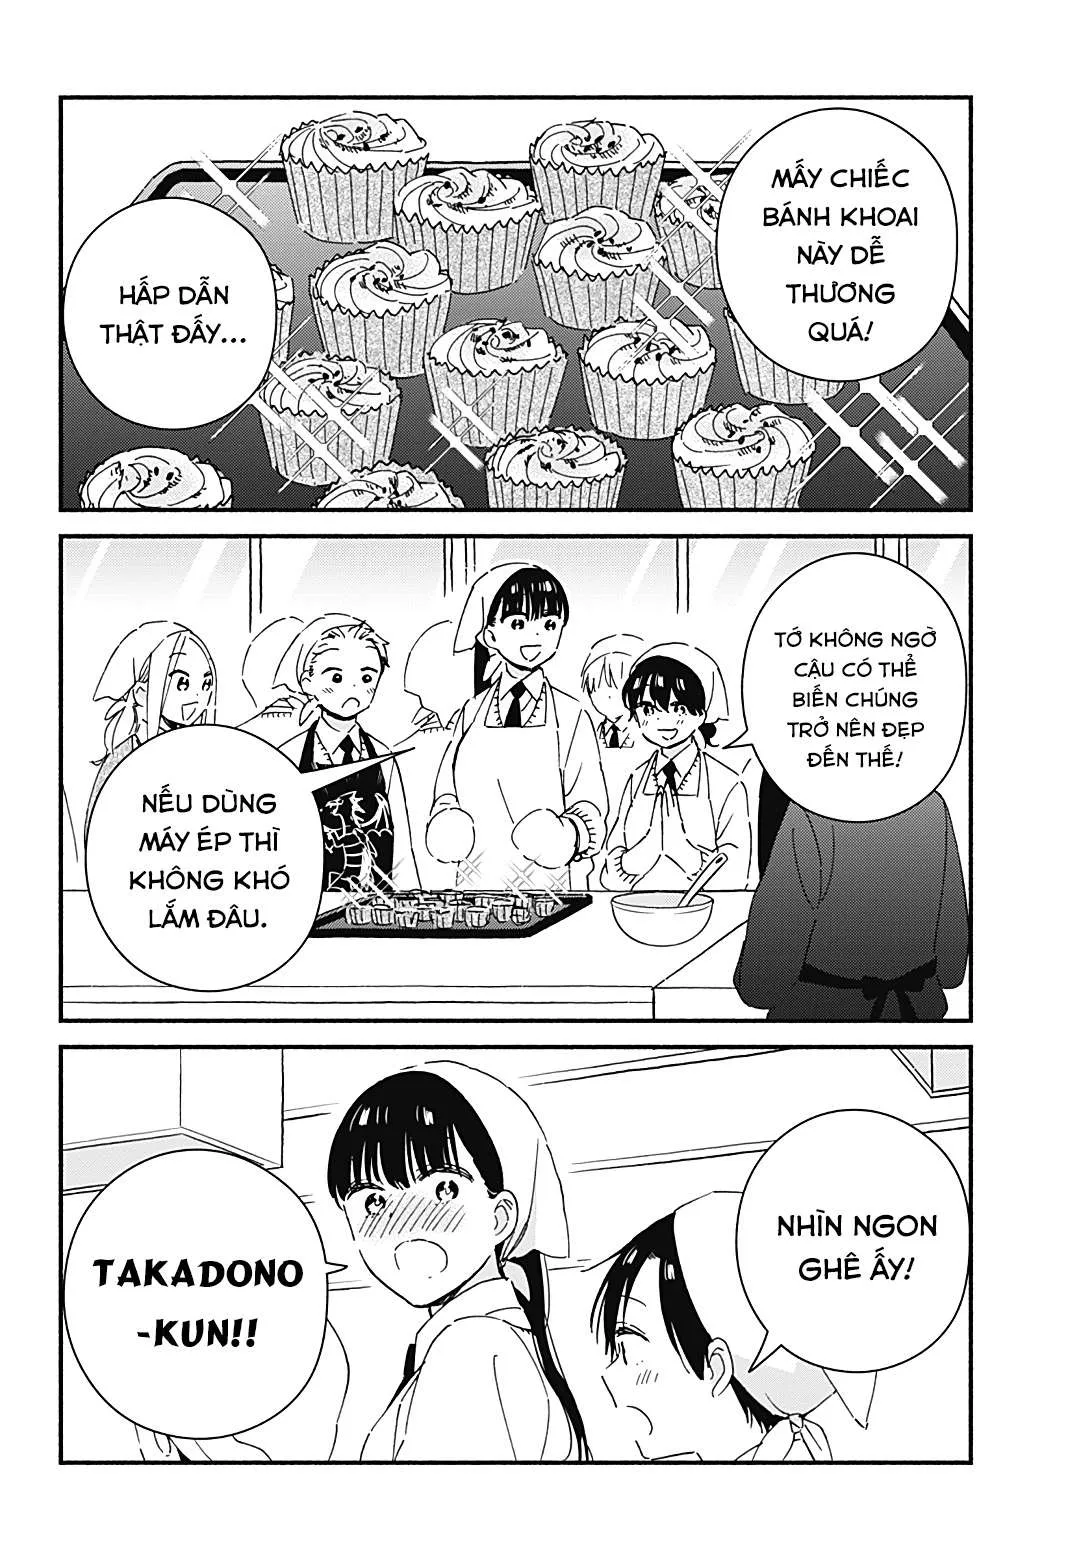 MẤY CHIẾC
BÁNH KHOAI
NÀY DỄ
THƯƠNG
QUÁ!
HẤP DẪN
THẬT ĐẤY...
TỚ KHÔNG NGỜ
CẬU CÓ THỂ
BIẾN CHÚNG
TRỞ NÊN ĐẸP
ĐẾN THẾ!
NẾU DÙNG
MÁY ÉP THÌ
KHÔNG KHÓ
LẮM ĐÂU.
NHÌN NGON
GHÊ ẤY!
TAKADONO
-KUN!!